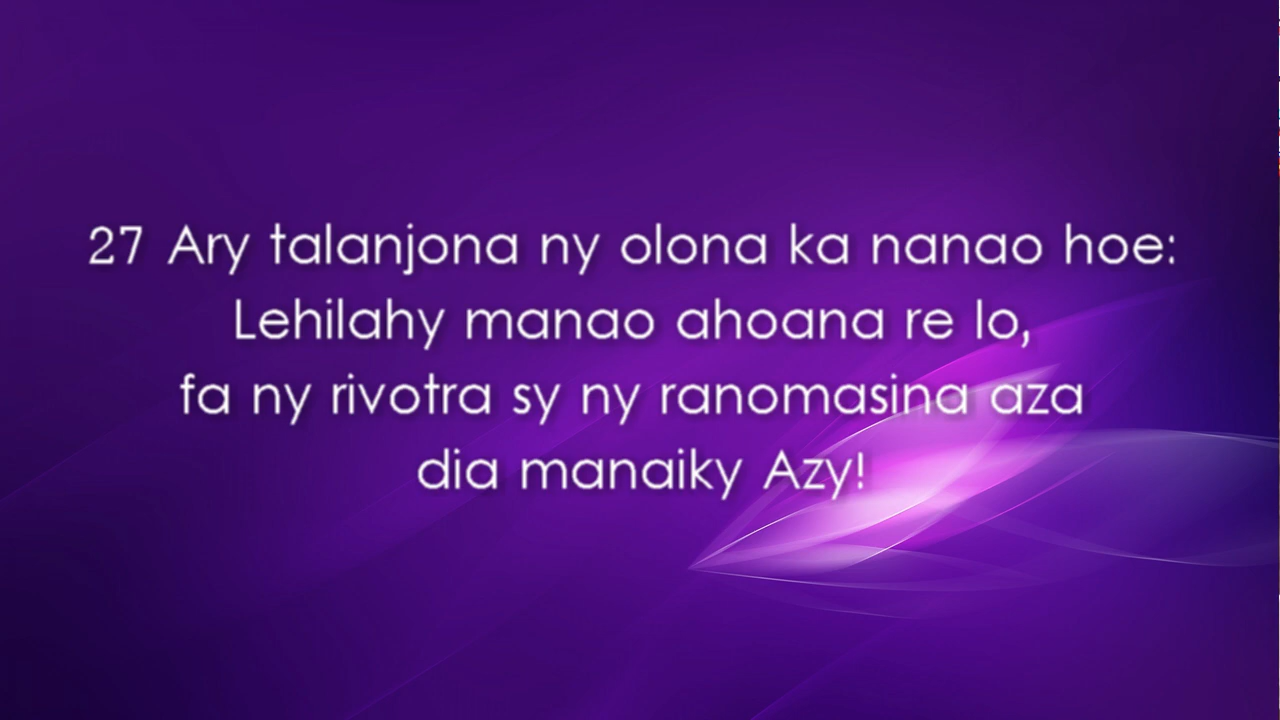 27 Ary talanjona ny olona ka nanao hoe:
Lehilahy manao ahoana re Io,
fa ny rivotra sy ny ranomasina aza
dia manaiky Azy!